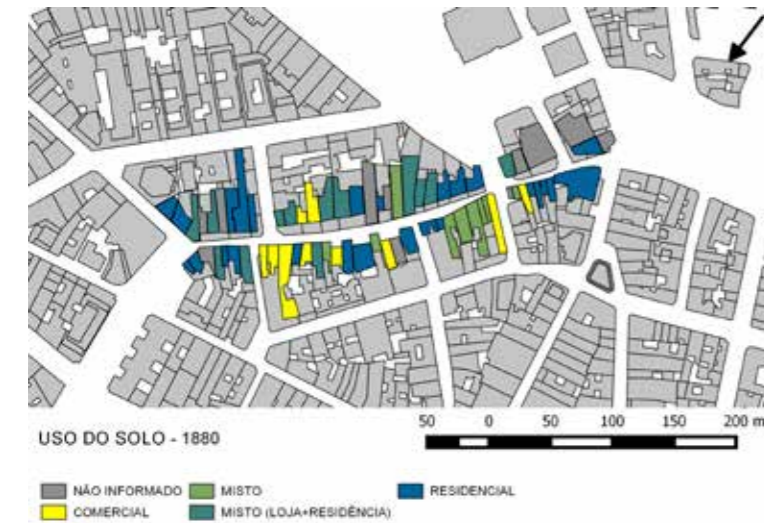 USO DO SOLO - 1880
50 0 50 100 150 200 m
NÃO INFORMADO MISTO RESIDENCIAL
COMERCIAL MISTO (LOJA+RESIDÊNCIA)